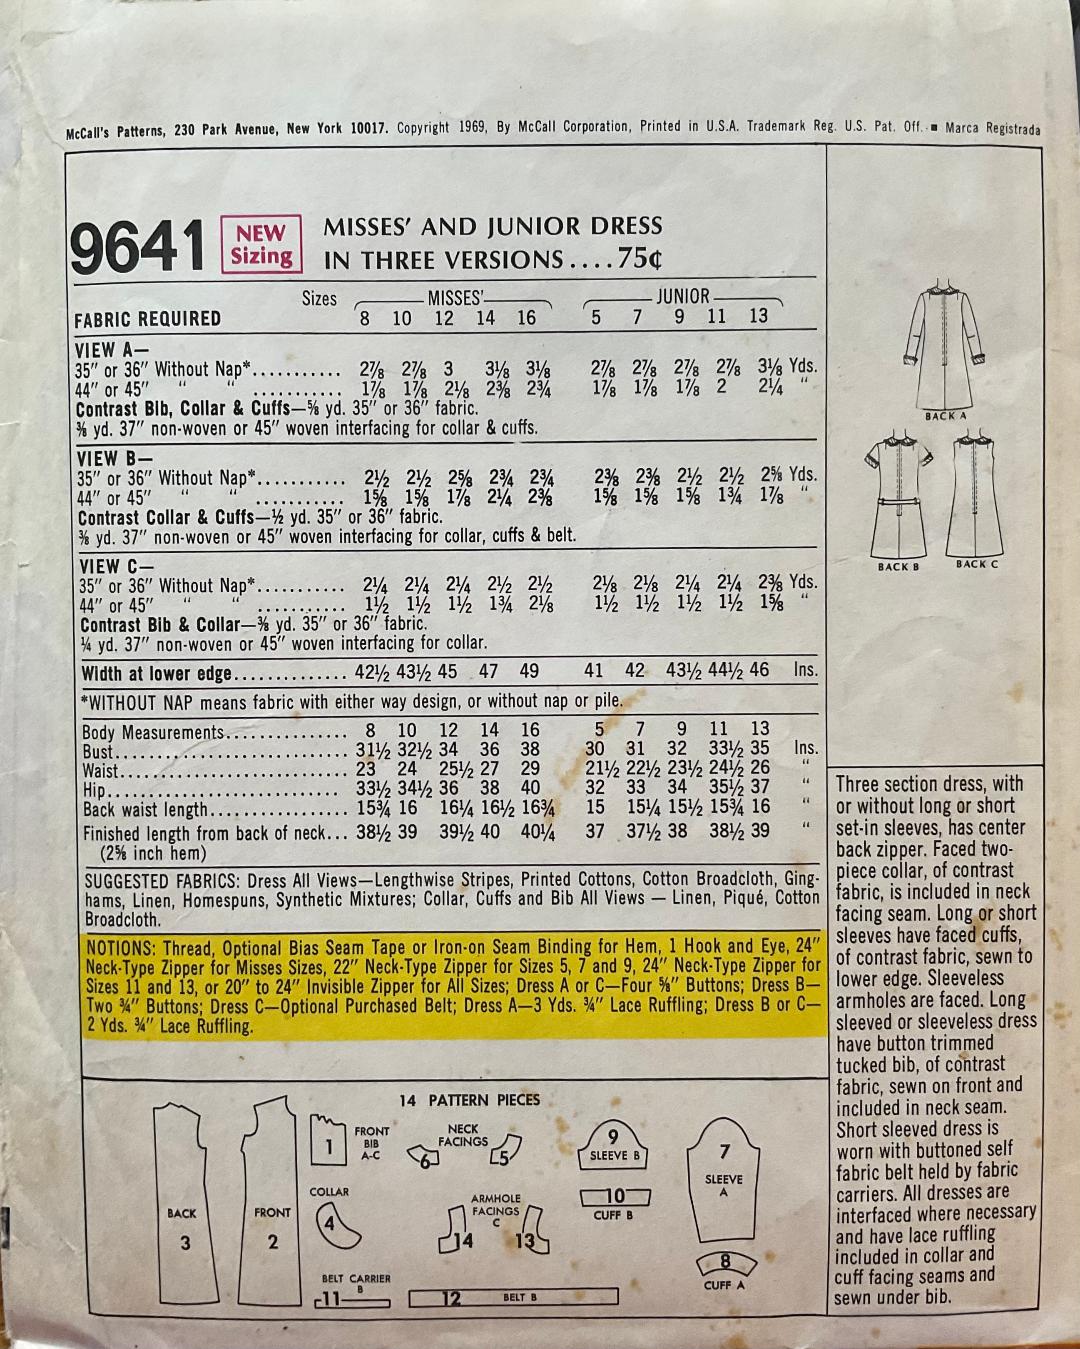 McCall's Patterns, 230 Park Avenue, New York 10017. Copyright 1969, By McCall Corporation, Printed in U.S.A. Trademark Reg. U.S. Pat. Off. ■ Marca Registrada
9641 NEW Sizing MISSES' AND JUNIOR DRESS
IN THREE VERSIONS....75¢
Sizes MISSES' JUNIOR
FABRIC REQUIRED 8 10 12 14 16 5 7 9 11 13
VIEW A—
35" or 36" Without Nap*........... 2⅞ 2⅞ 3 3⅛ 3⅛ 2⅞ 2⅞ 2⅞ 2⅞ 3⅛ Yds.
44" or 45" " " ........... 1⅞ 1⅞ 2⅛ 2⅜ 2¾ 1⅞ 1⅞ 1⅞ 2 2¼ "
Contrast Bib, Collar & Cuffs—⅝ yd. 35" or 36" fabric.
⅜ yd. 37" non-woven or 45" woven interfacing for collar & cuffs.
VIEW B—
35" or 36" Without Nap*........... 2½ 2½ 2⅝ 2¾ 2¾ 2⅜ 2⅜ 2½ 2½ 2⅝ Yds.
44" or 45" " " ........... 1⅝ 1⅝ 1⅞ 2¼ 2⅜ 1⅝ 1⅝ 1⅝ 1¾ 1⅞ "
Contrast Collar & Cuffs—½ yd. 35" or 36" fabric.
⅜ yd. 37" non-woven or 45" woven interfacing for collar, cuffs & belt.
VIEW C—
35" or 36" Without Nap*........... 2¼ 2¼ 2¼ 2½ 2½ 2⅛ 2⅛ 2¼ 2¼ 2⅜ Yds.
44" or 45" " " ........... 1½ 1½ 1½ 1¾ 2⅛ 1½ 1½ 1½ 1½ 1⅝ "
Contrast Bib & Collar—⅜ yd. 35" or 36" fabric.
¼ yd. 37" non-woven or 45" woven interfacing for collar.
Width at lower edge.............. 42½ 43½ 45 47 49 41 42 43½ 44½ 46 Ins.
*WITHOUT NAP means fabric with either way design, or without nap or pile.
Body Measurements............... 8 10 12 14 16 5 7 9 11 13
Bust............................. 31½ 32½ 34 36 38 30 31 32 33½ 35 Ins.
Waist............................ 23 24 25½ 27 29 21½ 22½ 23½ 24½ 26 "
Hip.............................. 33½ 34½ 36 38 40 32 33 34 35½ 37 "
Back waist length................. 15¾ 16 16¼ 16½ 16¾ 15 15¼ 15½ 15¾ 16 "
Finished length from back of neck... 38½ 39 39½ 40 40¼ 37 37½ 38 38½ 39 "
(2⅝ inch hem)
SUGGESTED FABRICS: Dress All Views—Lengthwise Stripes, Printed Cottons, Cotton Broadcloth, Ging-
hams, Linen, Homespuns, Synthetic Mixtures; Collar, Cuffs and Bib All Views — Linen, Piqué, Cotton
Broadcloth.
NOTIONS: Thread, Optional Bias Seam Tape or Iron-on Seam Binding for Hem, 1 Hook and Eye, 24"
Neck-Type Zipper for Misses Sizes, 22" Neck-Type Zipper for Sizes 5, 7 and 9, 24" Neck-Type Zipper for
Sizes 11 and 13, or 20" to 24" Invisible Zipper for All Sizes; Dress A or C—Four ⅝" Buttons; Dress B—
Two ¾" Buttons; Dress C—Optional Purchased Belt; Dress A—3 Yds. ¾" Lace Ruffling; Dress B or C—
2 Yds. ¾" Lace Ruffling.
14 PATTERN PIECES
BACK
3
FRONT
2
1
FRONT
BIB
A-C
NECK
FACINGS
6
5
COLLAR
4
ARMHOLE
FACINGS
C
14
13
BELT CARRIER
B
11
12 BELT B
9
SLEEVE B
10
CUFF B
7
SLEEVE
A
8
CUFF A
BACK A
BACK B
BACK C
Three section dress, with
or without long or short
set-in sleeves, has center
back zipper. Faced two-
piece collar, of contrast
fabric, is included in neck
facing seam. Long or short
sleeves have faced cuffs,
of contrast fabric, sewn to
lower edge. Sleeveless
armholes are faced. Long
sleeved or sleeveless dress
have button trimmed
tucked bib, of contrast
fabric, sewn on front and
included in neck seam.
Short sleeved dress is
worn with buttoned self
fabric belt held by fabric
carriers. All dresses are
interfaced where necessary
and have lace ruffling
included in collar and
cuff facing seams and
sewn under bib.